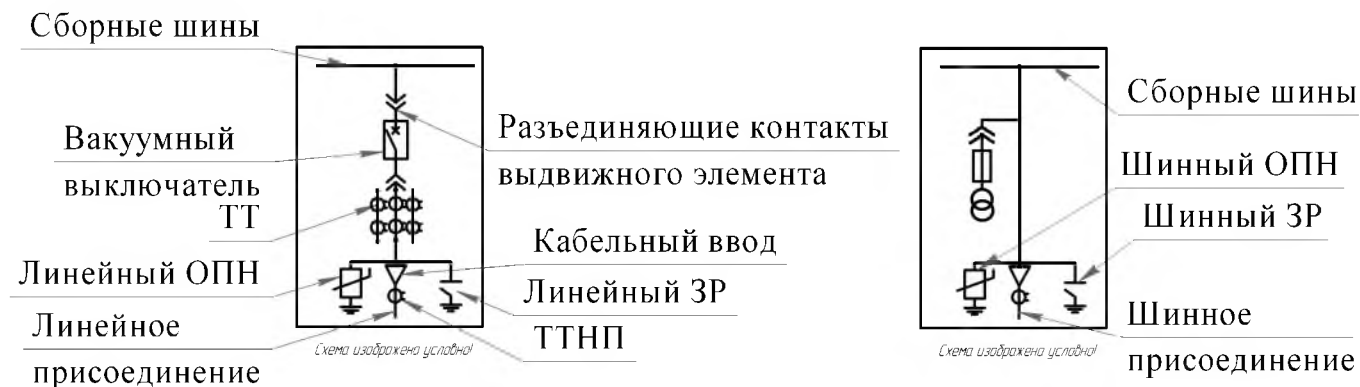 Сборные шины
Вакуумный
выключатель
ТТ
Линейный ОПН
Линейное
присоединение
Разъединяющие контакты
выдвижного элемента
Кабельный ввод
Линейный ЗР
ТТНП
Схема изображена условно!
Сборные шины
Шинный ОПН
Шинный ЗР
Шинное
присоединение
Схема изображена условно!